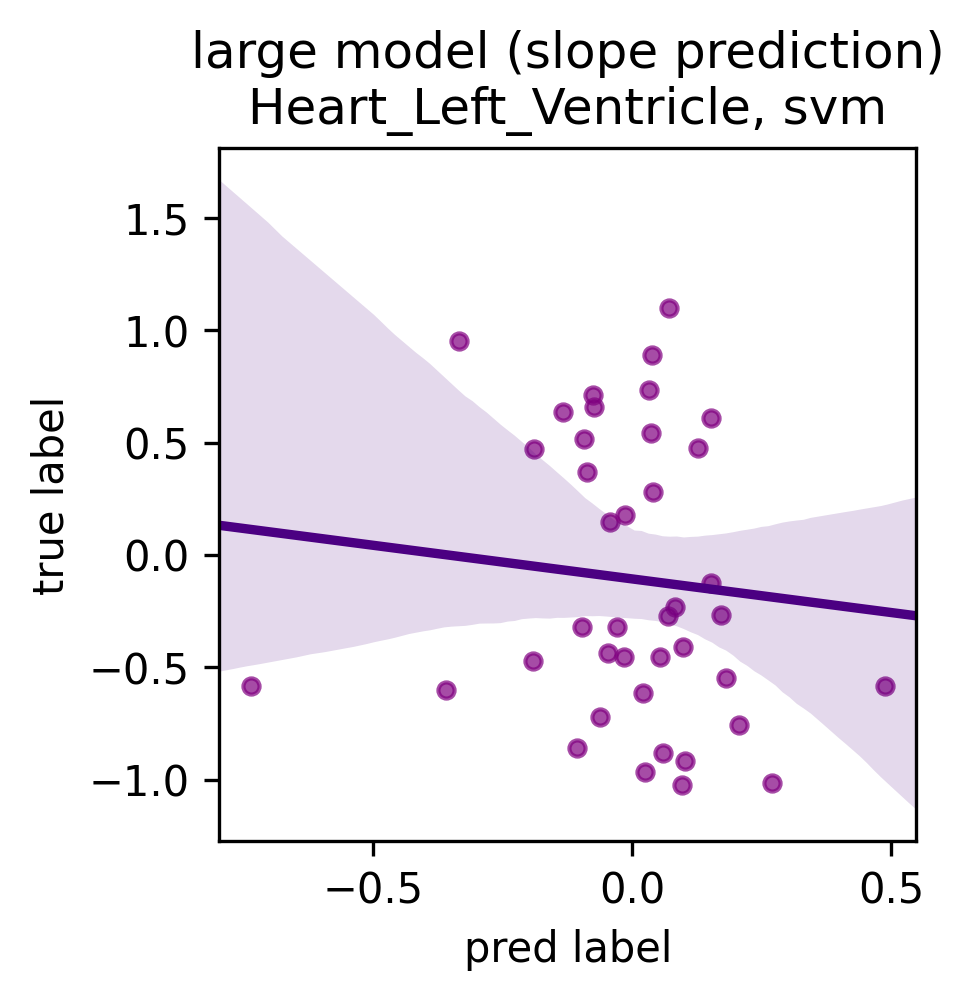 large model (slope prediction)
Heart_Left_Ventricle, svm
1.5
1.0
0.5
0.0
−0.5
−1.0
true label
−0.5
0.0
0.5
pred label